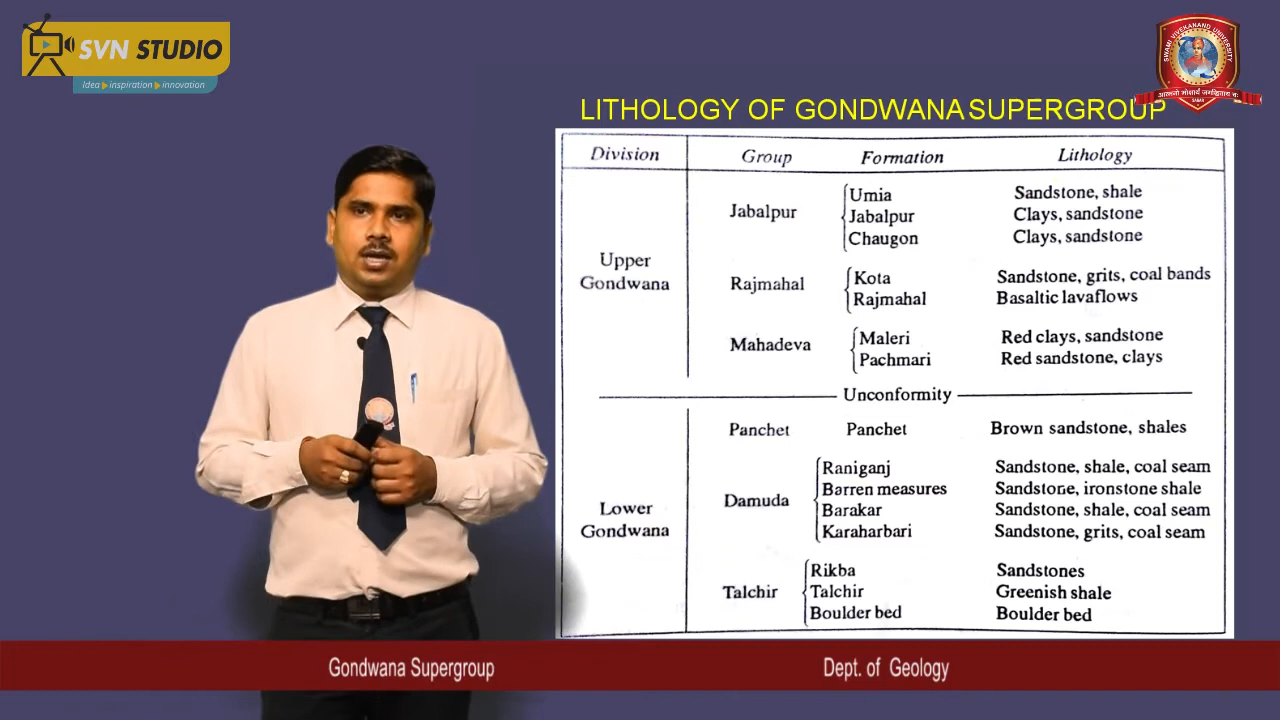 SVN STUDIO
Idea inspiration innovation
SWAMI VIVEKANAND UNIVERSITY
SAGAR
LITHOLOGY OF GONDWANA SUPERGROUP
Division Group Formation Lithology
Upper Gondwana
Jabalpur
Umia Sandstone, shale
Jabalpur Clays, sandstone
Chaugon Clays, sandstone
Rajmahal
Kota Sandstone, grits, coal bands
Rajmahal Basaltic lavaflows
Mahadeva
Maleri Red clays, sandstone
Pachmari Red sandstone, clays
Unconformity
Lower Gondwana
Panchet Panchet Brown sandstone, shales
Damuda
Raniganj Sandstone, shale, coal seam
Barren measures Sandstone, ironstone shale
Barakar Sandstone, shale, coal seam
Karaharbari Sandstone, grits, coal seam
Talchir
Rikba Sandstones
Talchir Greenish shale
Boulder bed Boulder bed
Gondwana Supergroup Dept. of Geology